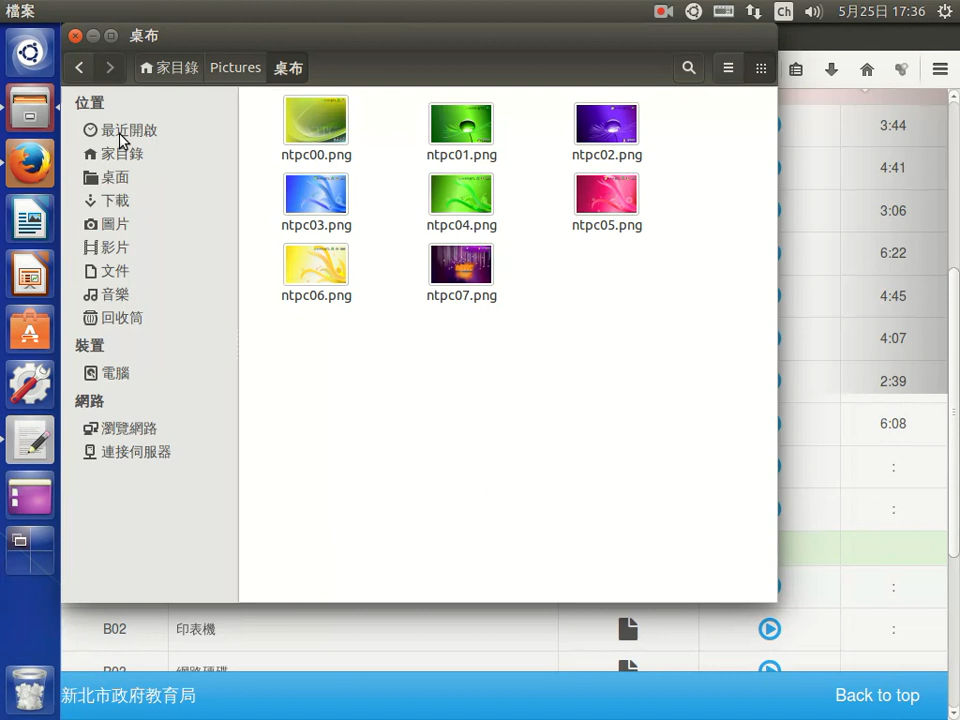 檔案
Ch
5月25日 17:36
桌布
家目錄 Pictures 桌布
位置
最近開啟
家目錄
桌面
下載
圖片
影片
文件
音樂
回收筒
裝置
電腦
網路
瀏覽網路
連接伺服器
ntpc00.png ntpc01.png ntpc02.png
ntpc03.png ntpc04.png ntpc05.png
ntpc06.png ntpc07.png
3:44
4:41
3:06
6:22
4:45
4:07
2:39
6:08
:
:
:
B02 印表機 :
新北市政府教育局 Back to top